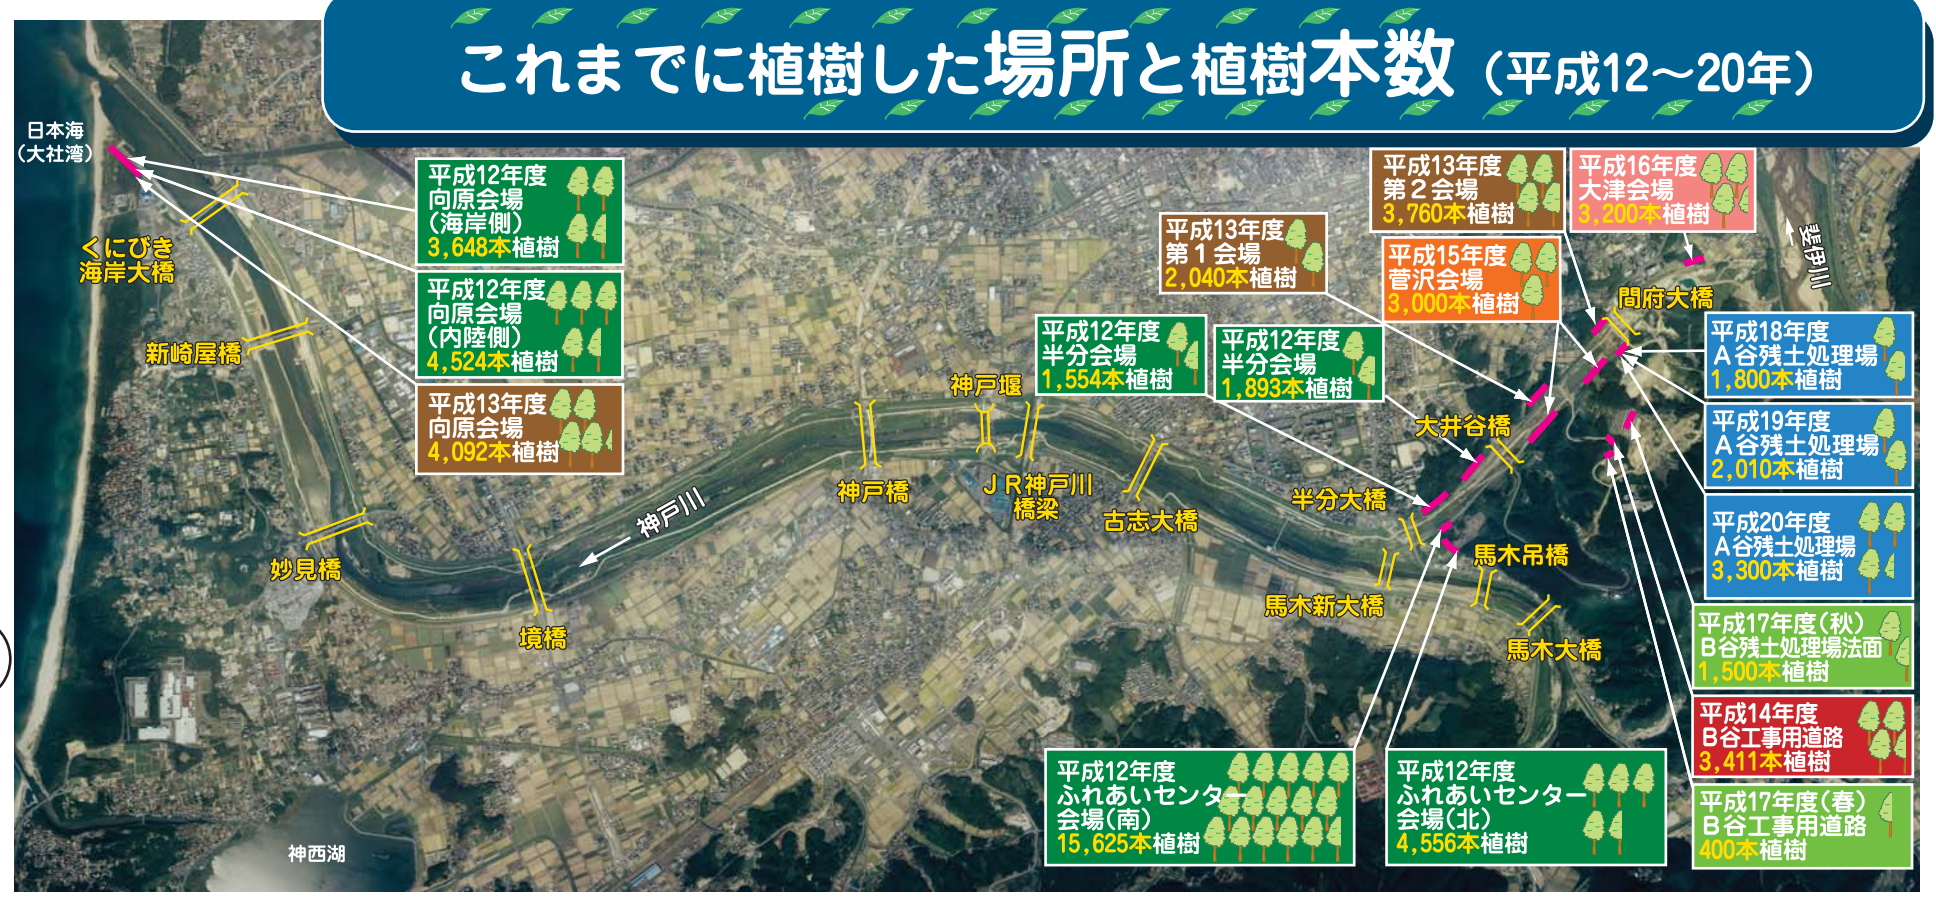 これまでに植樹した場所と植樹本数（平成12～20年）
日本海
（大社湾）
くにびき
海岸大橋
新崎屋橋
妙見橋
境橋
神戸川
神戸橋
神戸堰
ＪＲ神戸川
橋梁
古志大橋
半分大橋
大井谷橋
馬木新大橋
馬木吊橋
馬木大橋
間府大橋
斐伊川
神西湖
平成12年度
向原会場
（海岸側）
3,648本植樹
平成12年度
向原会場
（内陸側）
4,524本植樹
平成13年度
向原会場
4,092本植樹
平成12年度
半分会場
1,554本植樹
平成12年度
半分会場
1,893本植樹
平成13年度
第１会場
2,040本植樹
平成13年度
第２会場
3,760本植樹
平成15年度
菅沢会場
3,000本植樹
平成16年度
大津会場
3,200本植樹
平成18年度
Ａ谷残土処理場
1,800本植樹
平成19年度
Ａ谷残土処理場
2,010本植樹
平成20年度
Ａ谷残土処理場
3,300本植樹
平成17年度（秋）
Ｂ谷残土処理場法面
1,500本植樹
平成14年度
Ｂ谷工事用道路
3,411本植樹
平成17年度（春）
Ｂ谷工事用道路
400本植樹
平成12年度
ふれあいセンター
会場（南）
15,625本植樹
平成12年度
ふれあいセンター
会場（北）
4,556本植樹